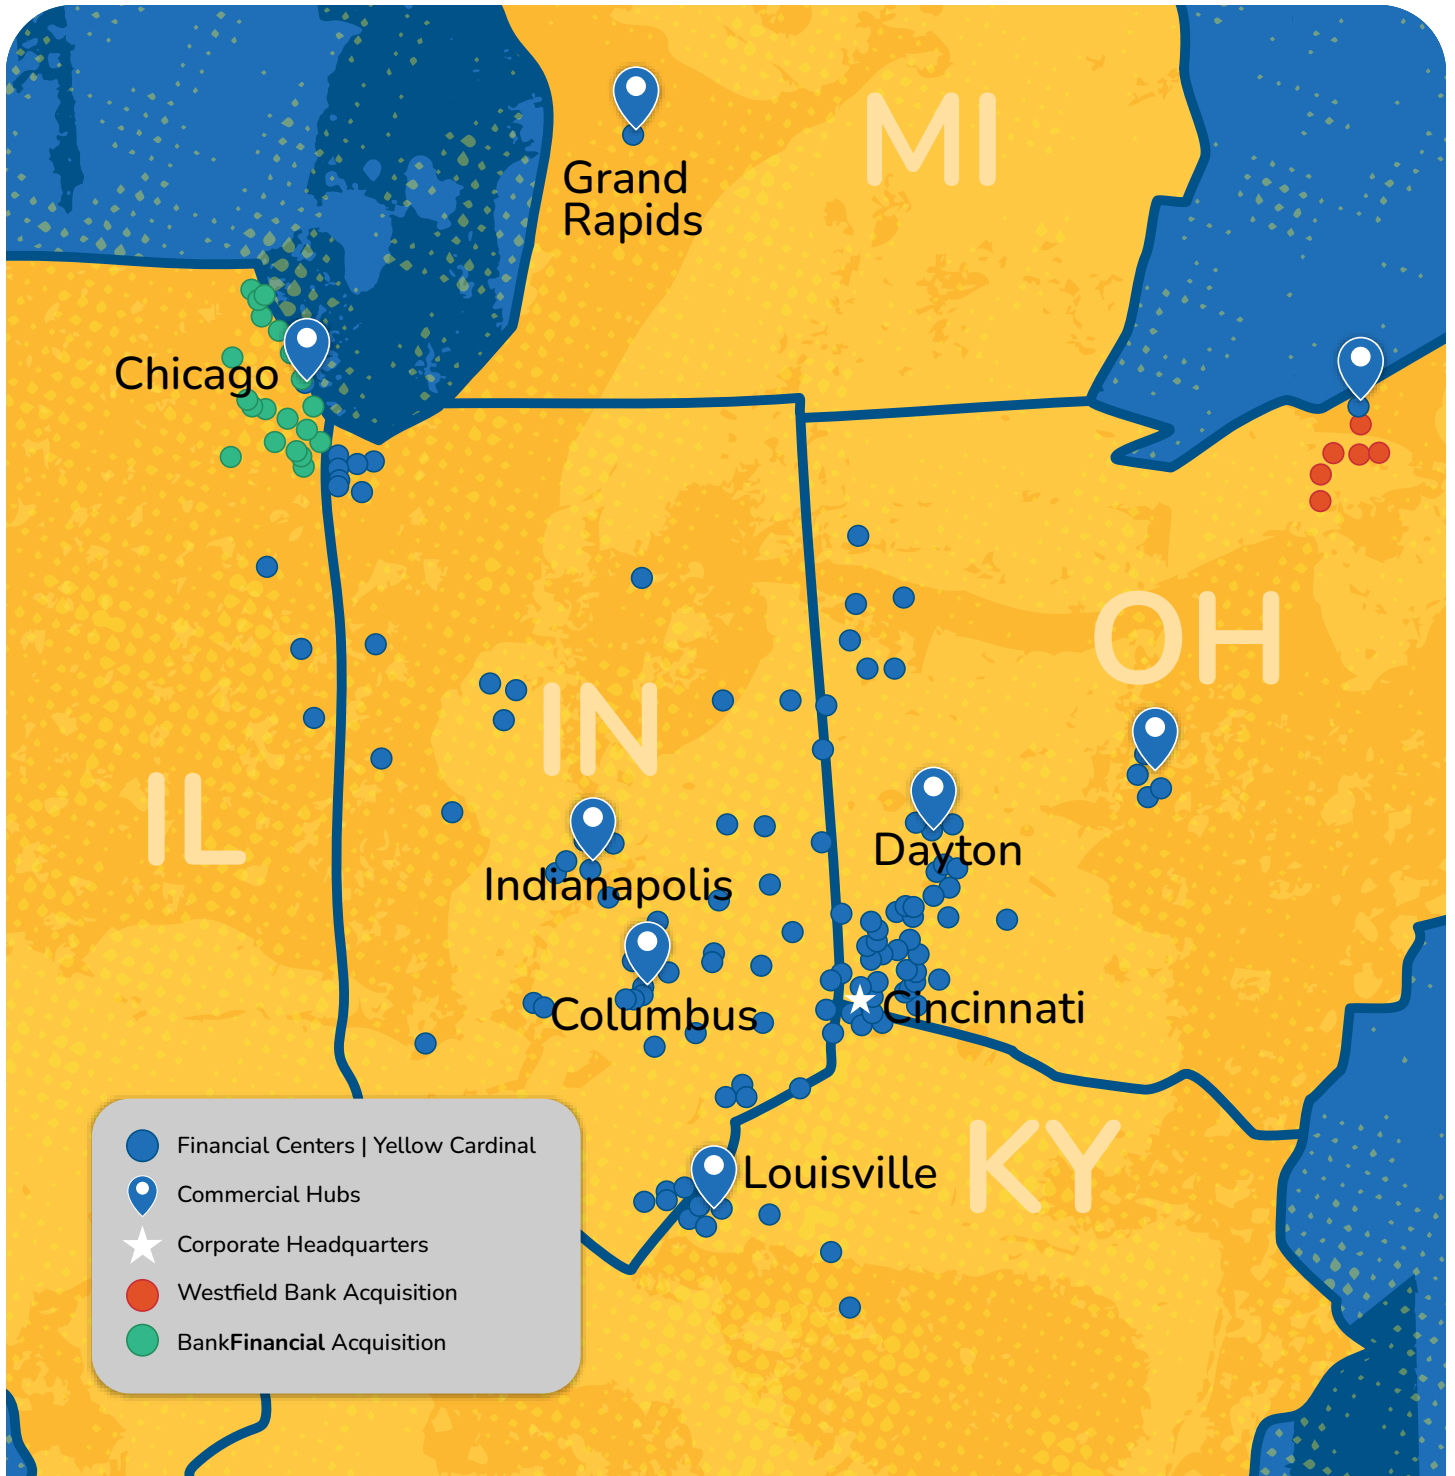 MI
Grand
Rapids
Chicago
OH
IN
IL
Dayton
Indianapolis
Columbus
Cincinnati
KY
Louisville
Financial Centers | Yellow Cardinal
Commercial Hubs
Corporate Headquarters
Westfield Bank Acquisition
BankFinancial Acquisition